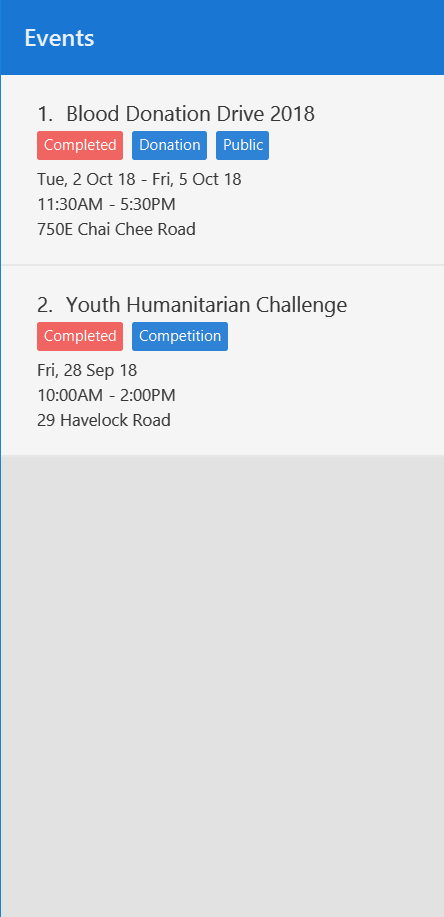 Events
1. Blood Donation Drive 2018
Completed Donation Public
Tue, 2 Oct 18 - Fri, 5 Oct 18
11:30AM - 5:30PM
750E Chai Chee Road
2. Youth Humanitarian Challenge
Completed Competition
Fri, 28 Sep 18
10:00AM - 2:00PM
29 Havelock Road